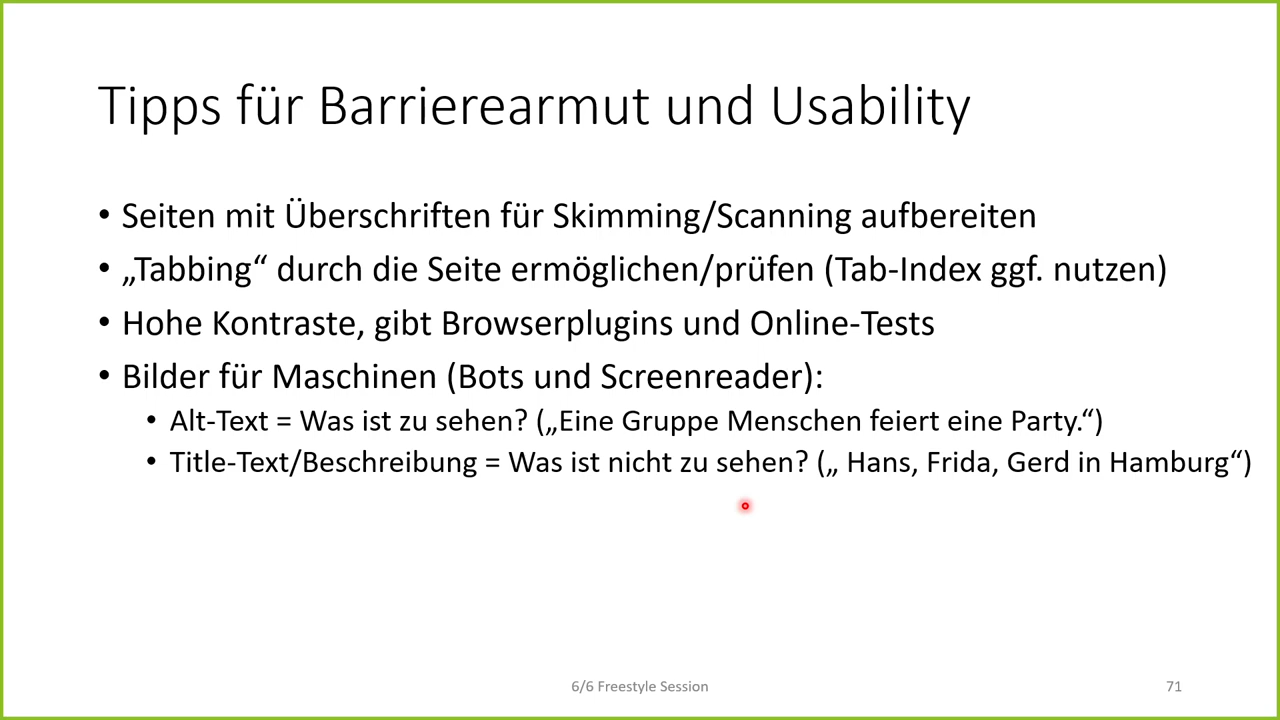 Tipps für Barrierearmut und Usability
• Seiten mit Überschriften für Skimming/Scanning aufbereiten
• „Tabbing“ durch die Seite ermöglichen/prüfen (Tab-Index ggf. nutzen)
• Hohe Kontraste, gibt Browserplugins und Online-Tests
• Bilder für Maschinen (Bots und Screenreader):
• Alt-Text = Was ist zu sehen? („Eine Gruppe Menschen feiert eine Party.“)
• Title-Text/Beschreibung = Was ist nicht zu sehen? („ Hans, Frida, Gerd in Hamburg“)
6/6 Freestyle Session
71